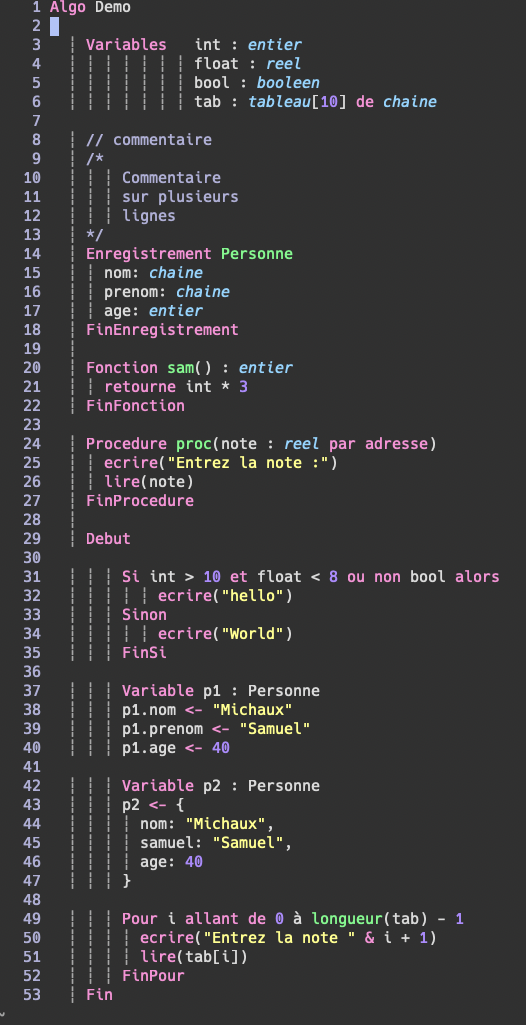 1 Algo Demo
2
3 Variables   int : entier
4 float : reel
5 bool : booleen
6 tab : tableau[10] de chaine
7
8 // commentaire
9 /*
10 Commentaire
11 sur plusieurs
12 lignes
13 */
14 Enregistrement Personne
15 nom: chaine
16 prenom: chaine
17 age: entier
18 FinEnregistrement
19
20 Fonction sam() : entier
21 retourne int * 3
22 FinFonction
23
24 Procedure proc(note : reel par adresse)
25 ecrire("Entrez la note :")
26 lire(note)
27 FinProcedure
28
29 Debut
30
31 Si int > 10 et float < 8 ou non bool alors
32 ecrire("hello")
33 Sinon
34 ecrire("World")
35 FinSi
36
37 Variable p1 : Personne
38 p1.nom <- "Michaux"
39 p1.prenom <- "Samuel"
40 p1.age <- 40
41
42 Variable p2 : Personne
43 p2 <- {
44 nom: "Michaux",
45 samuel: "Samuel",
46 age: 40
47 }
48
49 Pour i allant de 0 à longueur(tab) - 1
50 ecrire("Entrez la note " & i + 1)
51 lire(tab[i])
52 FinPour
53 Fin
~